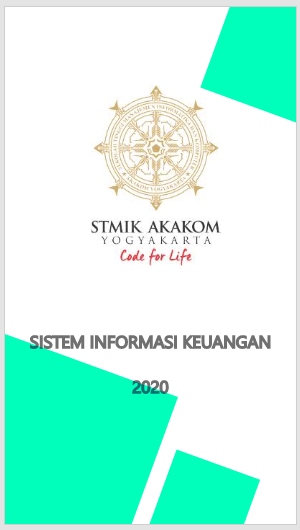 STMIK AKAKOM
YOGYAKARTA
Code for Life
SISTEM INFORMASI KEUANGAN
2020